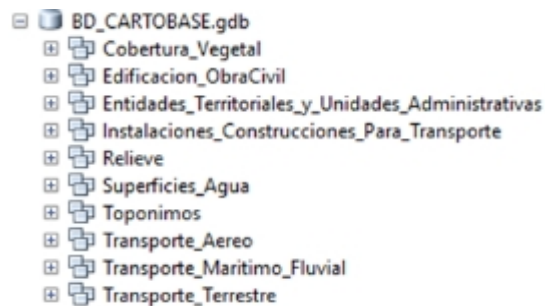 BD_CARTOBASE.gdb
Cobertura_Vegetal
Edificacion_ObraCivil
Entidades_Territoriales_y_Unidades_Administrativas
Instalaciones_Construcciones_Para_Transporte
Relieve
Superficies_Agua
Toponimos
Transporte_Aereo
Transporte_Maritimo_Fluvial
Transporte_Terrestre